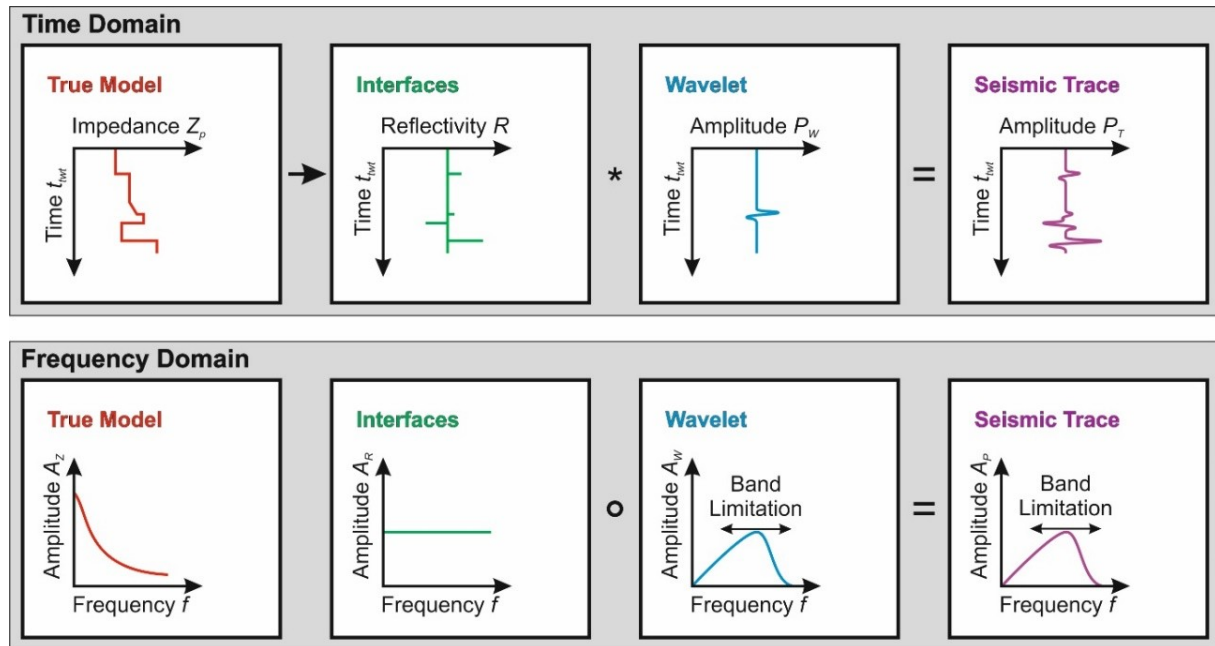 Time Domain
True Model
Impedance Zp
Time ttwt
→
Interfaces
Reflectivity R
Time ttwt
*
Wavelet
Amplitude PW
Time ttwt
=
Seismic Trace
Amplitude PT
Time ttwt
Frequency Domain
True Model
Amplitude AZ
Frequency f
Interfaces
Amplitude AR
Frequency f
o
Wavelet
Amplitude AW
Band
Limitation
Frequency f
=
Seismic Trace
Amplitude AP
Band
Limitation
Frequency f